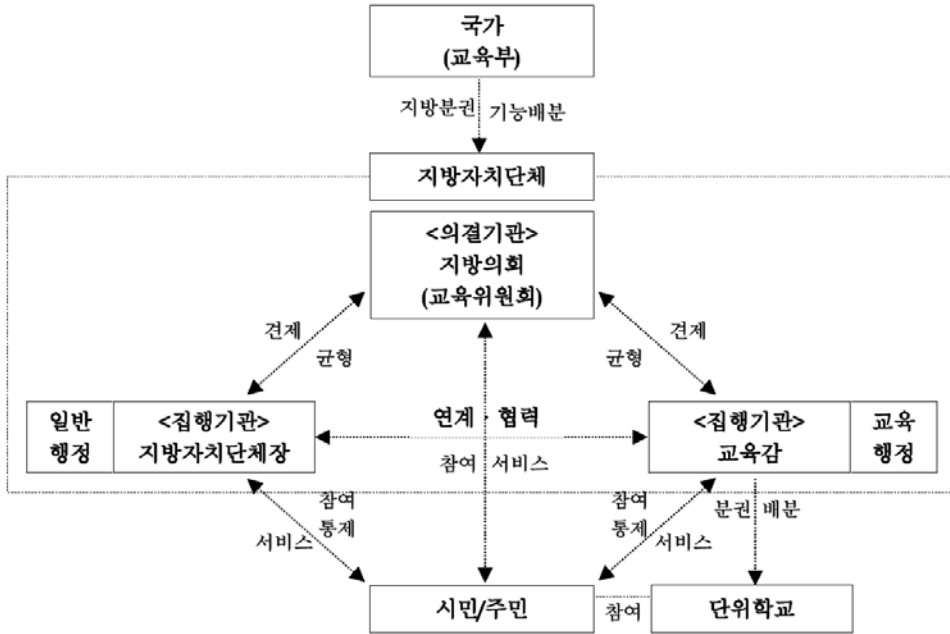 국가
(교육부)
지방분권 기능배분
지방자치단체
<의결기관>
지방의회
(교육위원회)
견제
균형
견제
균형
일반
행정
<집행기관>
지방자치단체장
연계·협력
참여 서비스
<집행기관>
교육감
교육
행정
참여
통제
서비스
참여
통제
서비스
분권 배분
시민/주민
참여
단위학교